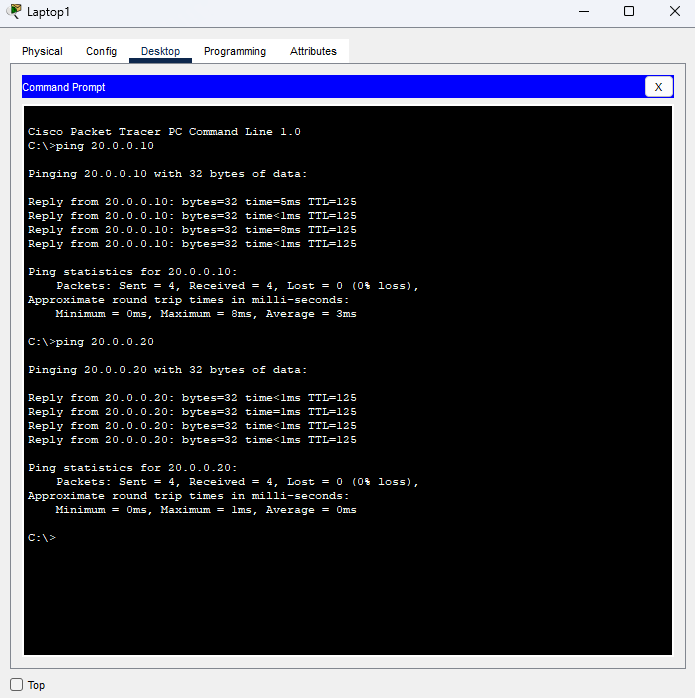 Laptop1
Physical Config Desktop Programming Attributes
Command Prompt
X
Cisco Packet Tracer PC Command Line 1.0
C:\>ping 20.0.0.10
Pinging 20.0.0.10 with 32 bytes of data:
Reply from 20.0.0.10: bytes=32 time=5ms TTL=125
Reply from 20.0.0.10: bytes=32 time<1ms TTL=125
Reply from 20.0.0.10: bytes=32 time=8ms TTL=125
Reply from 20.0.0.10: bytes=32 time<1ms TTL=125
Ping statistics for 20.0.0.10:
    Packets: Sent = 4, Received = 4, Lost = 0 (0% loss),
Approximate round trip times in milli-seconds:
    Minimum = 0ms, Maximum = 8ms, Average = 3ms
C:\>ping 20.0.0.20
Pinging 20.0.0.20 with 32 bytes of data:
Reply from 20.0.0.20: bytes=32 time<1ms TTL=125
Reply from 20.0.0.20: bytes=32 time=1ms TTL=125
Reply from 20.0.0.20: bytes=32 time<1ms TTL=125
Reply from 20.0.0.20: bytes=32 time<1ms TTL=125
Ping statistics for 20.0.0.20:
    Packets: Sent = 4, Received = 4, Lost = 0 (0% loss),
Approximate round trip times in milli-seconds:
    Minimum = 0ms, Maximum = 1ms, Average = 0ms
C:\>
Top